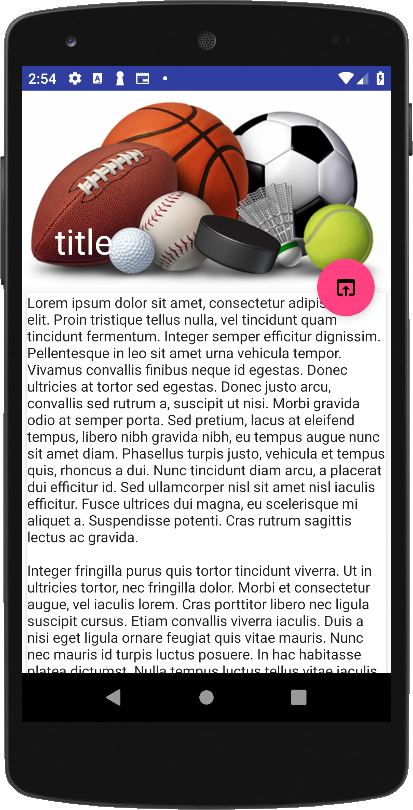 2:54
title
Lorem ipsum dolor sit amet, consectetur adipis
elit. Proin tristique tellus nulla, vel tincidunt quam
tincidunt fermentum. Integer semper efficitur dignissim.
Pellentesque in leo sit amet urna vehicula tempor.
Vivamus convallis finibus neque id egestas. Donec
ultricies at tortor sed egestas. Donec justo arcu,
convallis sed rutrum a, suscipit ut nisi. Morbi gravida
odio at semper porta. Sed pretium, lacus at eleifend
tempus, libero nibh gravida nibh, eu tempus augue nunc
sit amet diam. Phasellus turpis justo, vehicula et tempus
quis, rhoncus a dui. Nunc tincidunt diam arcu, a placerat
dui efficitur id. Sed ullamcorper nisl sit amet nisl iaculis
efficitur. Fusce ultrices dui magna, eu scelerisque mi
aliquet a. Suspendisse potenti. Cras rutrum sagittis
lectus ac gravida.
Integer fringilla purus quis tortor tincidunt viverra. Ut in
ultricies tortor, nec fringilla dolor. Morbi et consectetur
augue, vel iaculis lorem. Cras porttitor libero nec ligula
suscipit cursus. Etiam convallis viverra iaculis. Duis a
nisi eget ligula ornare feugiat quis vitae mauris. Nunc
nec mauris id turpis luctus posuere. In hac habitasse
platea dictumst. Nulla tempus luctus tellus vitae iaculis